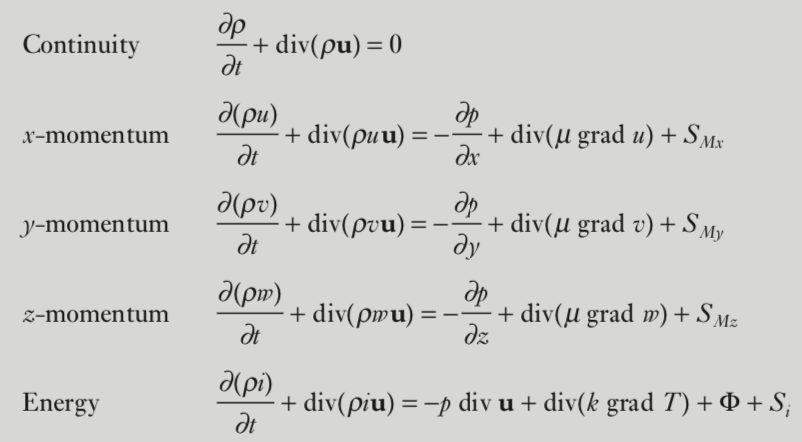 Continuity ∂ρ/∂t + div(ρ𝐮) = 0
x-momentum ∂(ρu)/∂t + div(ρu𝐮) = −∂p/∂x + div(μ grad u) + S_Mx
y-momentum ∂(ρv)/∂t + div(ρv𝐮) = −∂p/∂y + div(μ grad v) + S_My
z-momentum ∂(ρw)/∂t + div(ρw𝐮) = −∂p/∂z + div(μ grad w) + S_Mz
Energy ∂(ρi)/∂t + div(ρi𝐮) = −p div 𝐮 + div(k grad T) + Φ + S_i